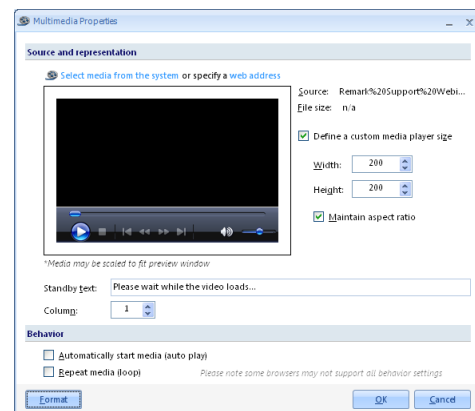 Multimedia Properties
Source and representation
Select media from the system or specify a web address
Source: Remark%20Support%20Webi...
File size: n/a
Define a custom media player size
Width: 200
Height: 200
Maintain aspect ratio
*Media may be scaled to fit preview window
Standby text: Please wait while the video loads...
Column: 1
Behavior
Automatically start media (auto play)
Repeat media (loop)
Please note some browsers may not support all behavior settings
Format
OK
Cancel